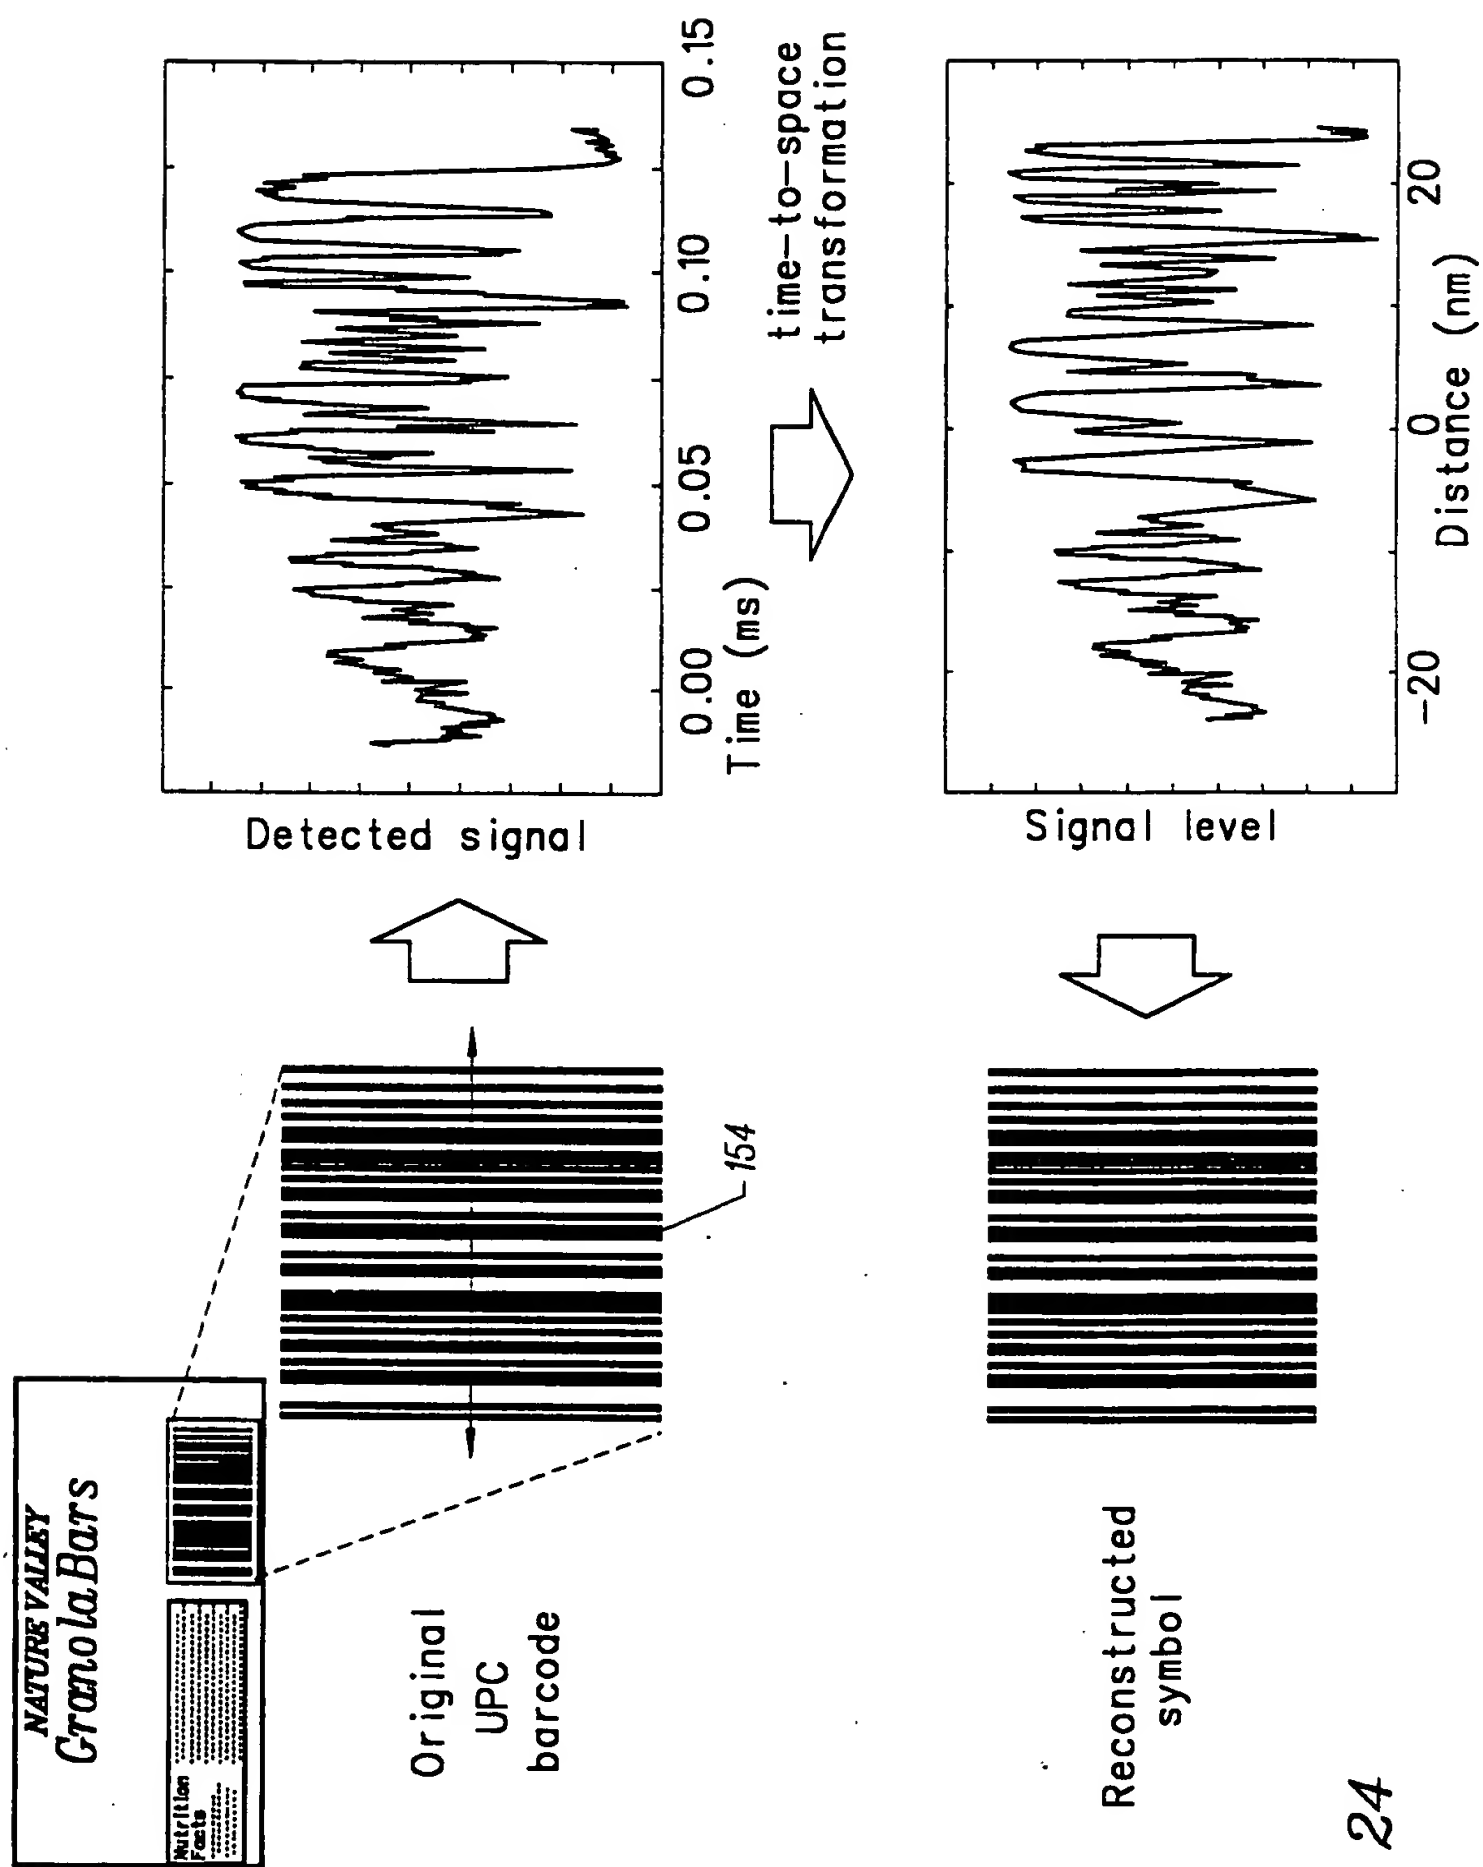 NATURE VALLEY
Granola Bars
Nutrition
Facts
Original
UPC
barcode
154
Detected signal
0.00
0.05
0.10
0.15
Time (ms)
time-to-space
transformation
Reconstructed
symbol
Signal level
-20
0
20
Distance (nm)
24